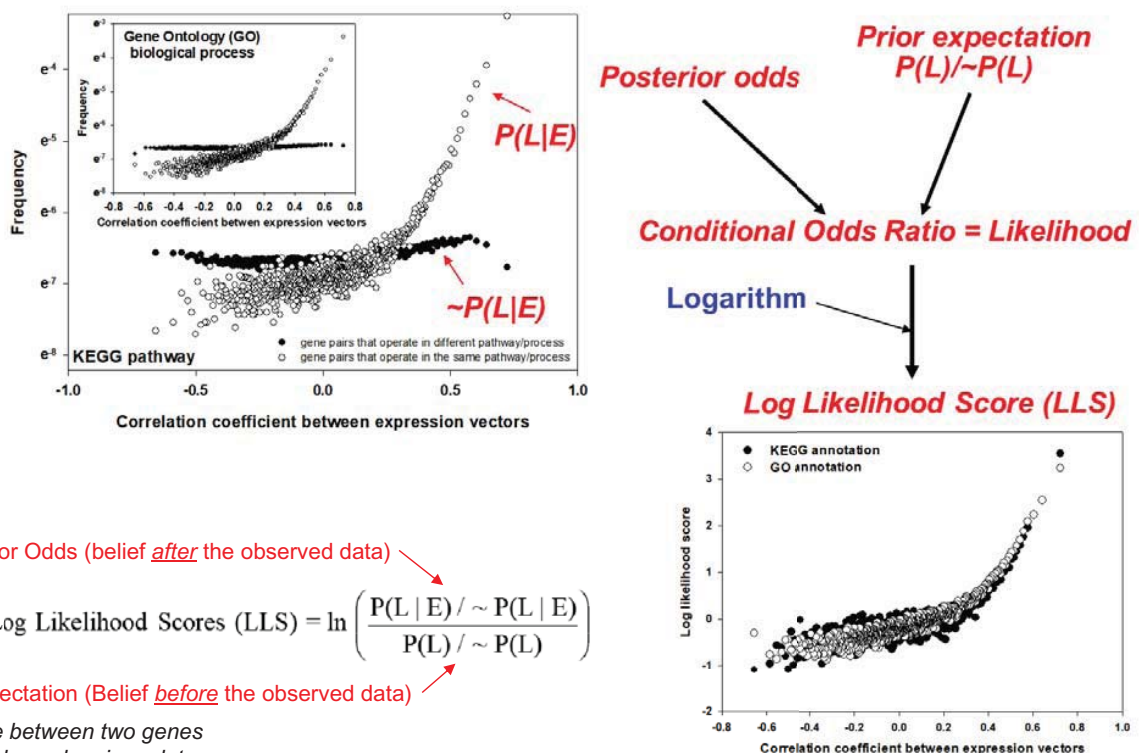 Gene Ontology (GO)
biological process
Frequency
e-3
e-4
e-5
e-6
e-7
e-8
-0.8 -0.6 -0.4 -0.2 0.0 0.2 0.4 0.6 0.8
Correlation coefficient betwen expression vectors
Frequency
e-4
e-5
e-6
e-7
e-8
P(L|E)
~P(L|E)
KEGG pathway
gene pairs that operate in different pathway/process
gene pairs that operate in the same pathway/process
-1.0 -0.5 0.0 0.5 1.0
Correlation coefficient between expression vectors
Prior expectation
P(L)/~P(L)
Posterior odds
Conditional Odds Ratio = Likelihood
Logarithm
Log Likelihood Score (LLS)
KEGG annotation
GO annotation
Log likelihood score
4
3
2
1
0
-1
-2
-0.8 -0.6 -0.4 -0.2 0.0 0.2 0.4 0.6 0.8 1.0
Correlation coefficient between expression vectors
or Odds (belief after the observed data)
og Likelihood Scores (LLS) = ln ( P(L | E) / ~ P(L | E)
P(L) / ~ P(L) )
ectation (Belief before the observed data)
e between two genes